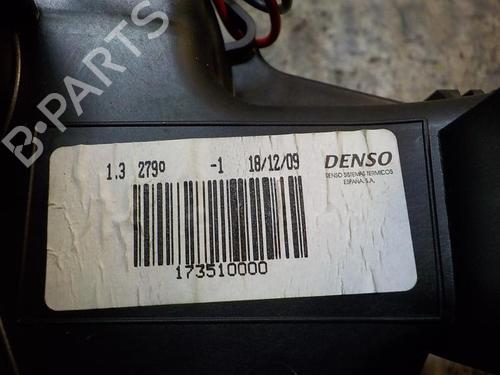 B-PARTS
1.3 279º -1 18/12/09
DENSO
DENSO SISTEMAS TERMICOS
ESPAÑA, S.A.
173510000